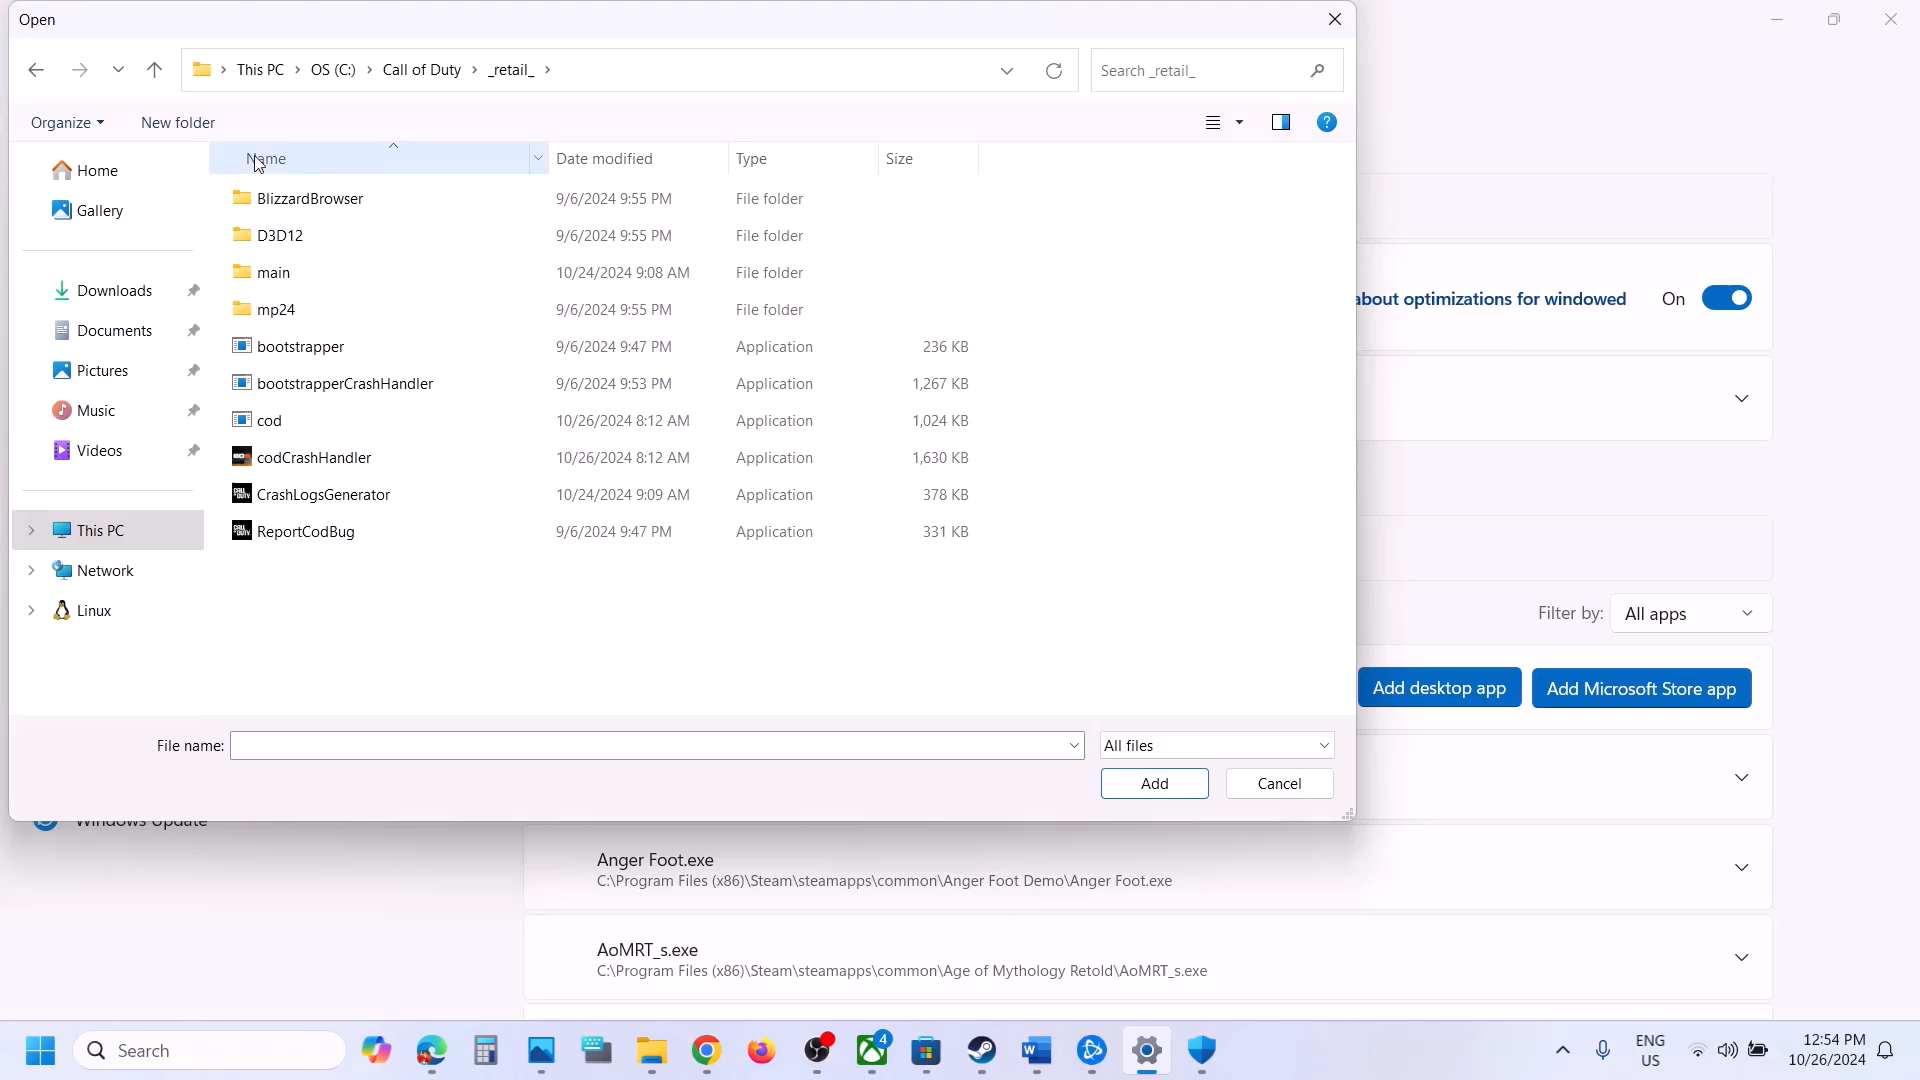 Open
This PC > OS (C:) > Call of Duty > _retail_ >
Search _retail_
Organize
New folder
Name
Date modified
Type
Size
BlizzardBrowser 9/6/2024 9:55 PM File folder
D3D12 9/6/2024 9:55 PM File folder
main 10/24/2024 9:08 AM File folder
mp24 9/6/2024 9:55 PM File folder
bootstrapper 9/6/2024 9:47 PM Application 236 KB
bootstrapperCrashHandler 9/6/2024 9:53 PM Application 1,267 KB
cod 10/26/2024 8:12 AM Application 1,024 KB
codCrashHandler 10/26/2024 8:12 AM Application 1,630 KB
CrashLogsGenerator 10/24/2024 9:09 AM Application 378 KB
ReportCodBug 9/6/2024 9:47 PM Application 331 KB
Home
Gallery
Downloads
Documents
Pictures
Music
Videos
This PC
Network
Linux
File name:
All files
Add
Cancel
about optimizations for windowed
On
Filter by:
All apps
Add desktop app
Add Microsoft Store app
Windows Update
Anger Foot.exe
C:\Program Files (x86)\Steam\steamapps\common\Anger Foot Demo\Anger Foot.exe
AoMRT_s.exe
C:\Program Files (x86)\Steam\steamapps\common\Age of Mythology Retold\AoMRT_s.exe
Search
4
ENG
US
12:54 PM
10/26/2024